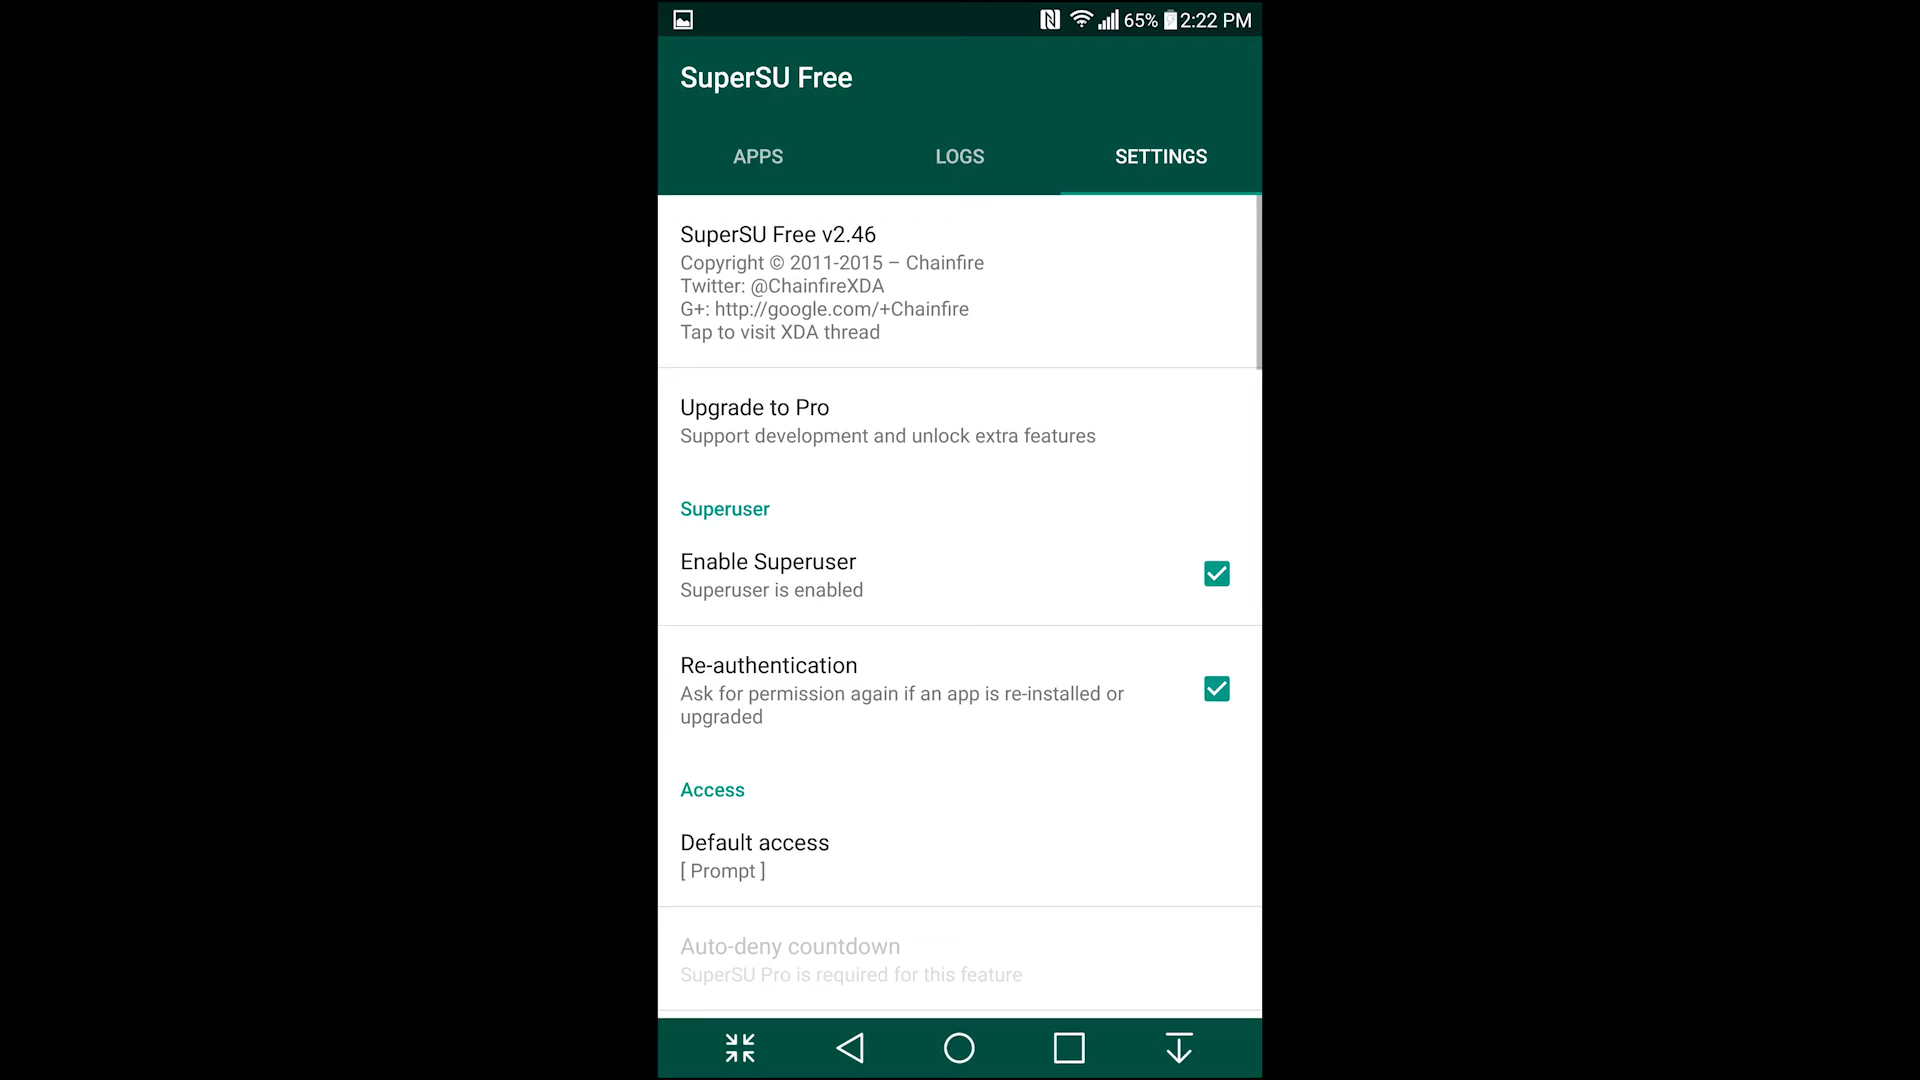 65% 2:22 PM
SuperSU Free
APPS LOGS SETTINGS
SuperSU Free v2.46
Copyright © 2011-2015 – Chainfire
Twitter: @ChainfireXDA
G+: http://google.com/+Chainfire
Tap to visit XDA thread
Upgrade to Pro
Support development and unlock extra features
Superuser
Enable Superuser
Superuser is enabled
Re-authentication
Ask for permission again if an app is re-installed or
upgraded
Access
Default access
[ Prompt ]
Auto-deny countdown
SuperSU Pro is required for this feature